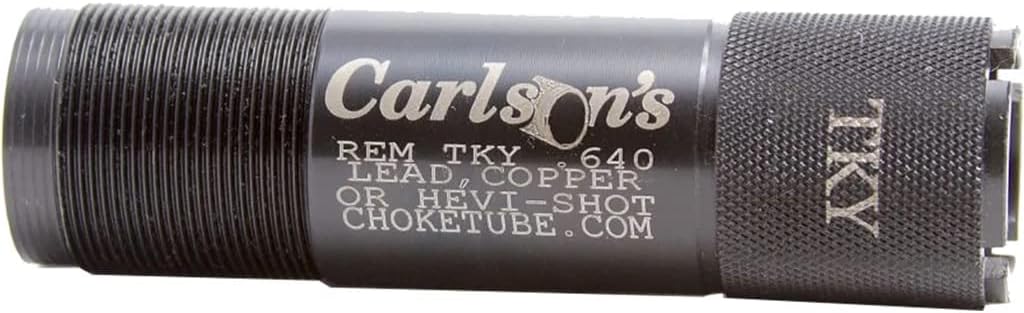 Carlson's
REM TKY .640
LEAD, COPPER
OR HEVI-SHOT
CHOKETUBE.COM
TKY